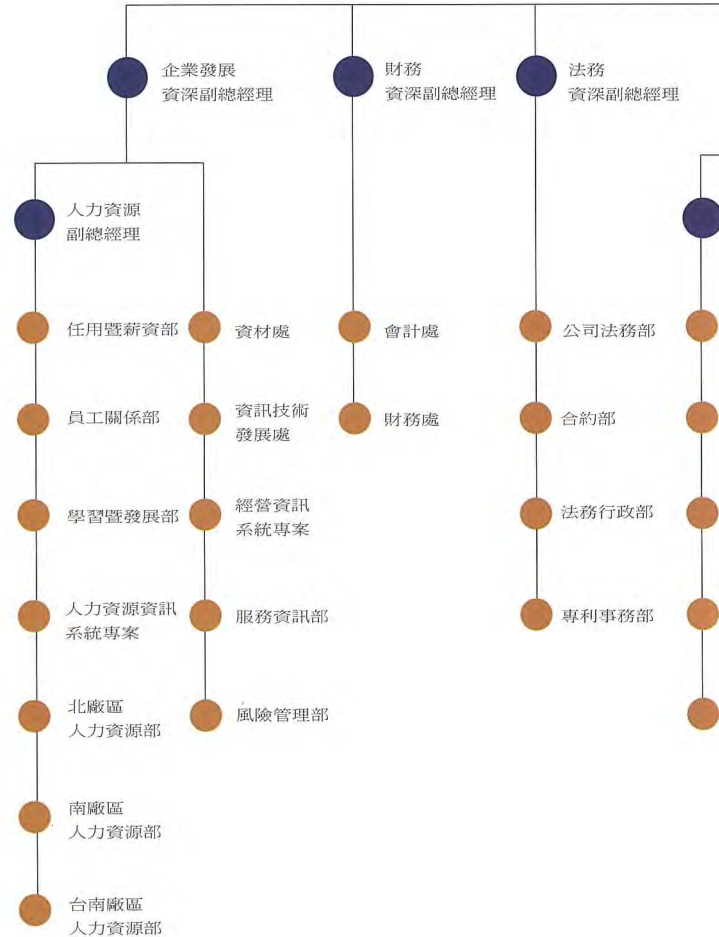 企業發展
資深副總經理
財務
資深副總經理
法務
資深副總經理
人力資源
副總經理
任用暨薪資部
資材處
會計處
公司法務部
員工關係部
資訊技術
發展處
財務處
合約部
學習暨發展部
經營資訊
系統專案
法務行政部
人力資源資訊
系統專案
服務資訊部
專利事務部
北廠區
人力資源部
風險管理部
南廠區
人力資源部
台南廠區
人力資源部